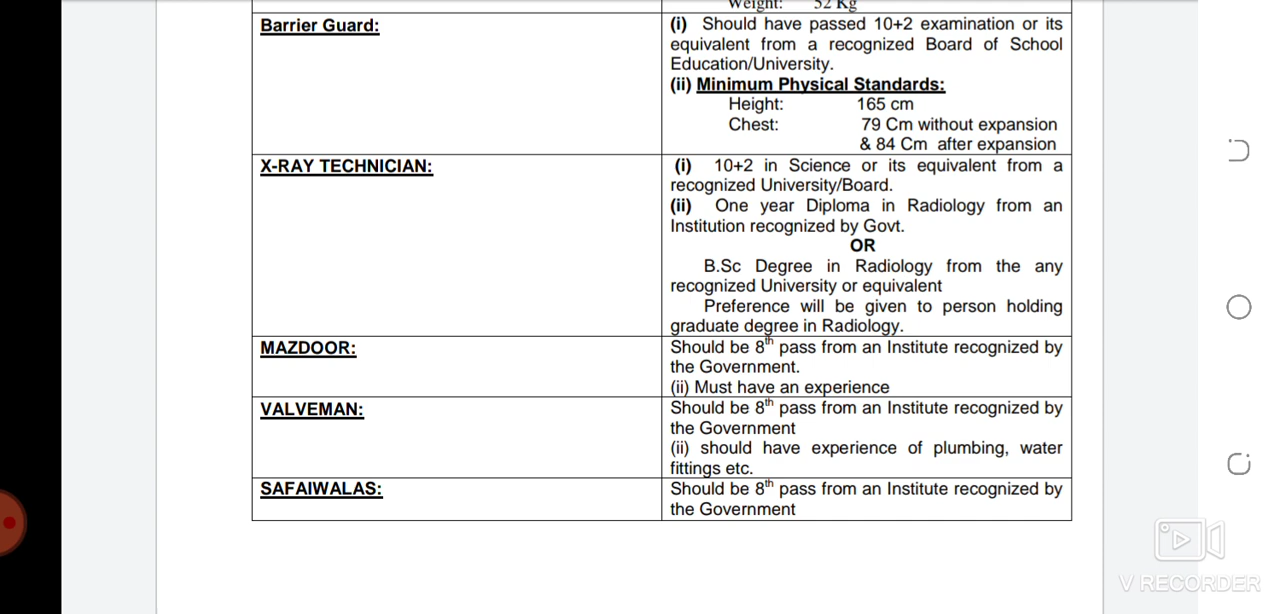 Weight: 52 Kg
Barrier Guard:
(i) Should have passed 10+2 examination or its
equivalent from a recognized Board of School
Education/University.
(ii) Minimum Physical Standards:
Height: 165 cm
Chest: 79 Cm without expansion
& 84 Cm after expansion
X-RAY TECHNICIAN:
(i) 10+2 in Science or its equivalent from a
recognized University/Board.
(ii) One year Diploma in Radiology from an
Institution recognized by Govt.
OR
B.Sc Degree in Radiology from the any
recognized University or equivalent
Preference will be given to person holding
graduate degree in Radiology.
MAZDOOR:
Should be 8th pass from an Institute recognized by
the Government.
(ii) Must have an experience
VALVEMAN:
Should be 8th pass from an Institute recognized by
the Government
(ii) should have experience of plumbing, water
fittings etc.
SAFAIWALAS:
Should be 8th pass from an Institute recognized by
the Government
V RECORDER